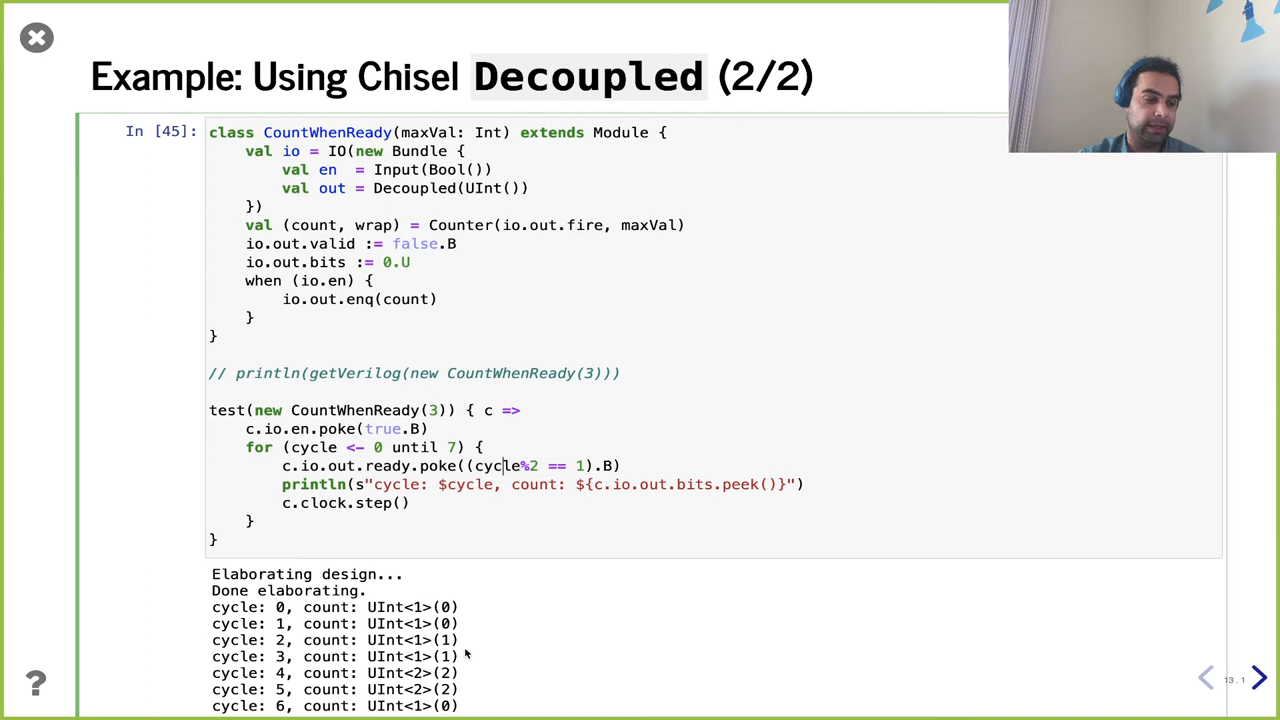 Example: Using Chisel Decoupled (2/2)
In [45]:
class CountWhenReady(maxVal: Int) extends Module {
    val io = IO(new Bundle {
        val en  = Input(Bool())
        val out = Decoupled(UInt())
    })
    val (count, wrap) = Counter(io.out.fire, maxVal)
    io.out.valid := false.B
    io.out.bits := 0.U
    when (io.en) {
        io.out.enq(count)
    }
}
// println(getVerilog(new CountWhenReady(3)))
test(new CountWhenReady(3)) { c =>
    c.io.en.poke(true.B)
    for (cycle <- 0 until 7) {
        c.io.out.ready.poke((cycle%2 == 1).B)
        println(s"cycle: $cycle, count: ${c.io.out.bits.peek()}")
        c.clock.step()
    }
}
Elaborating design...
Done elaborating.
cycle: 0, count: UInt<1>(0)
cycle: 1, count: UInt<1>(0)
cycle: 2, count: UInt<1>(1)
cycle: 3, count: UInt<1>(1)
cycle: 4, count: UInt<2>(2)
cycle: 5, count: UInt<2>(2)
cycle: 6, count: UInt<1>(0)
?
13.1